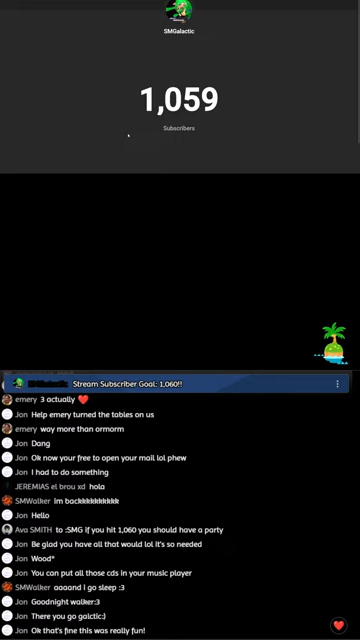 SMGalactic
1,059
Subscribers
Stream Subscriber Goal: 1,060!!
emery 3 actually ❤️
Jon Help emery turned the tables on us
emery way more than ormorm
Jon Dang
Jon Ok now your free to open your mail lol phew
Jon I had to do something
JEREMIAS el brou xd hola
SMWalker im backkkkkkkkkk
Jon Hello
Ava SMITH to :SMG if you hit 1,060 you should have a party
Jon Be glad you have all that would lol it's so needed
Jon Wood*
Jon You can put all those cds in your music player
SMWalker aaaand I go sleep :3
Jon Goodnight walker:3
Jon There you go galctic:)
Jon Ok that's fine this was really fun!